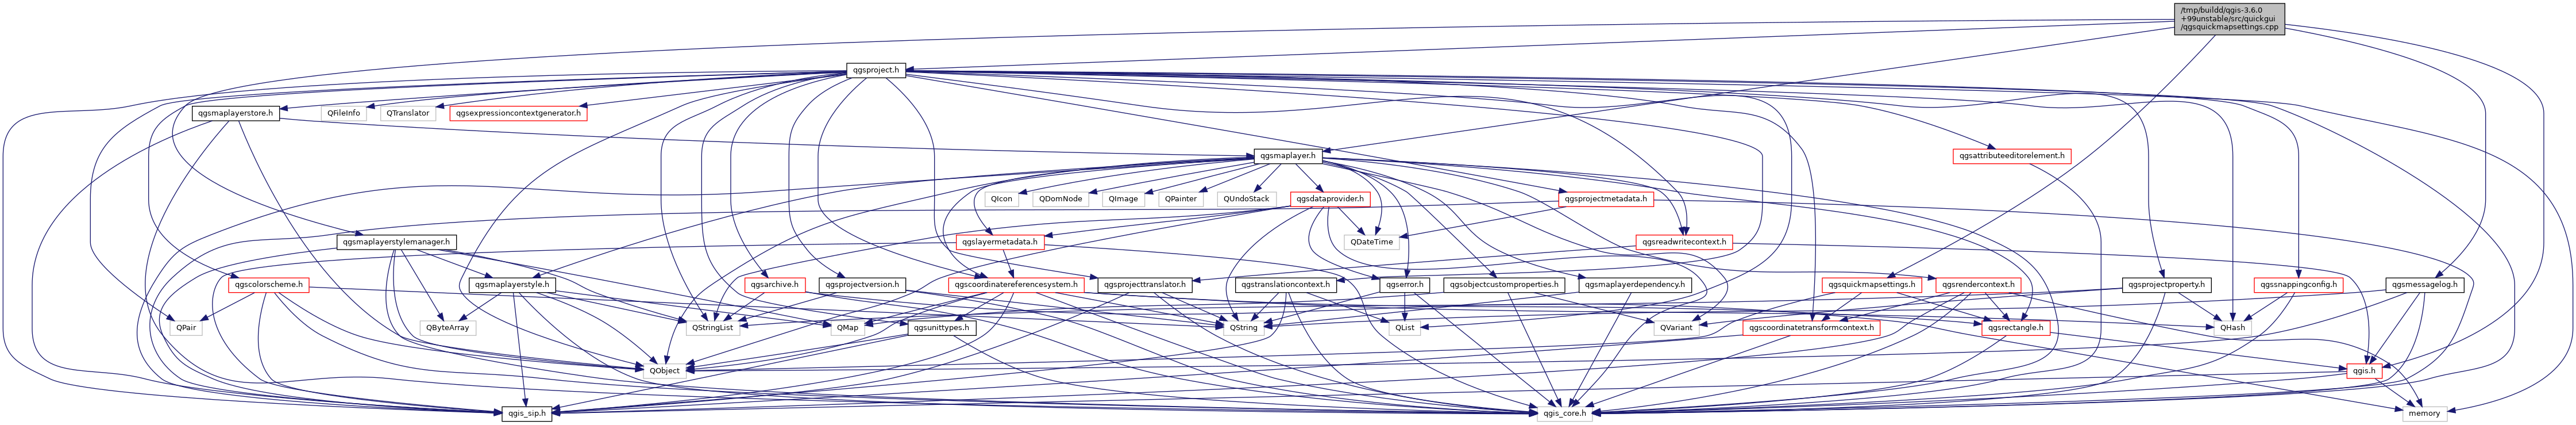 /tmp/buildd/qgis-3.6.0
+99unstable/src/quickgui
/qgsquickmapsettings.cpp
qgsproject.h
qgsmaplayerstore.h
QFileInfo
QTranslator
qgsexpressioncontextgenerator.h
qgsmaplayer.h
qgsattributeeditorelement.h
QIcon
QDomNode
QImage
QPainter
QUndoStack
qgsdataprovider.h
qgsprojectmetadata.h
qgsmaplayerstylemanager.h
qgslayermetadata.h
QDateTime
qgsreadwritecontext.h
qgscolorscheme.h
qgsmaplayerstyle.h
qgsarchive.h
qgsprojectversion.h
qgscoordinatereferencesystem.h
qgsprojecttranslator.h
qgstranslationcontext.h
qgserror.h
qgsobjectcustomproperties.h
qgsmaplayerdependency.h
qgsquickmapsettings.h
qgsrendercontext.h
qgsprojectproperty.h
qgssnappingconfig.h
qgsmessagelog.h
QPair
QByteArray
QStringList
QMap
qgsunittypes.h
QString
QList
QVariant
qgscoordinatetransformcontext.h
qgsrectangle.h
QHash
QObject
qgis.h
qgis_sip.h
qgis_core.h
memory